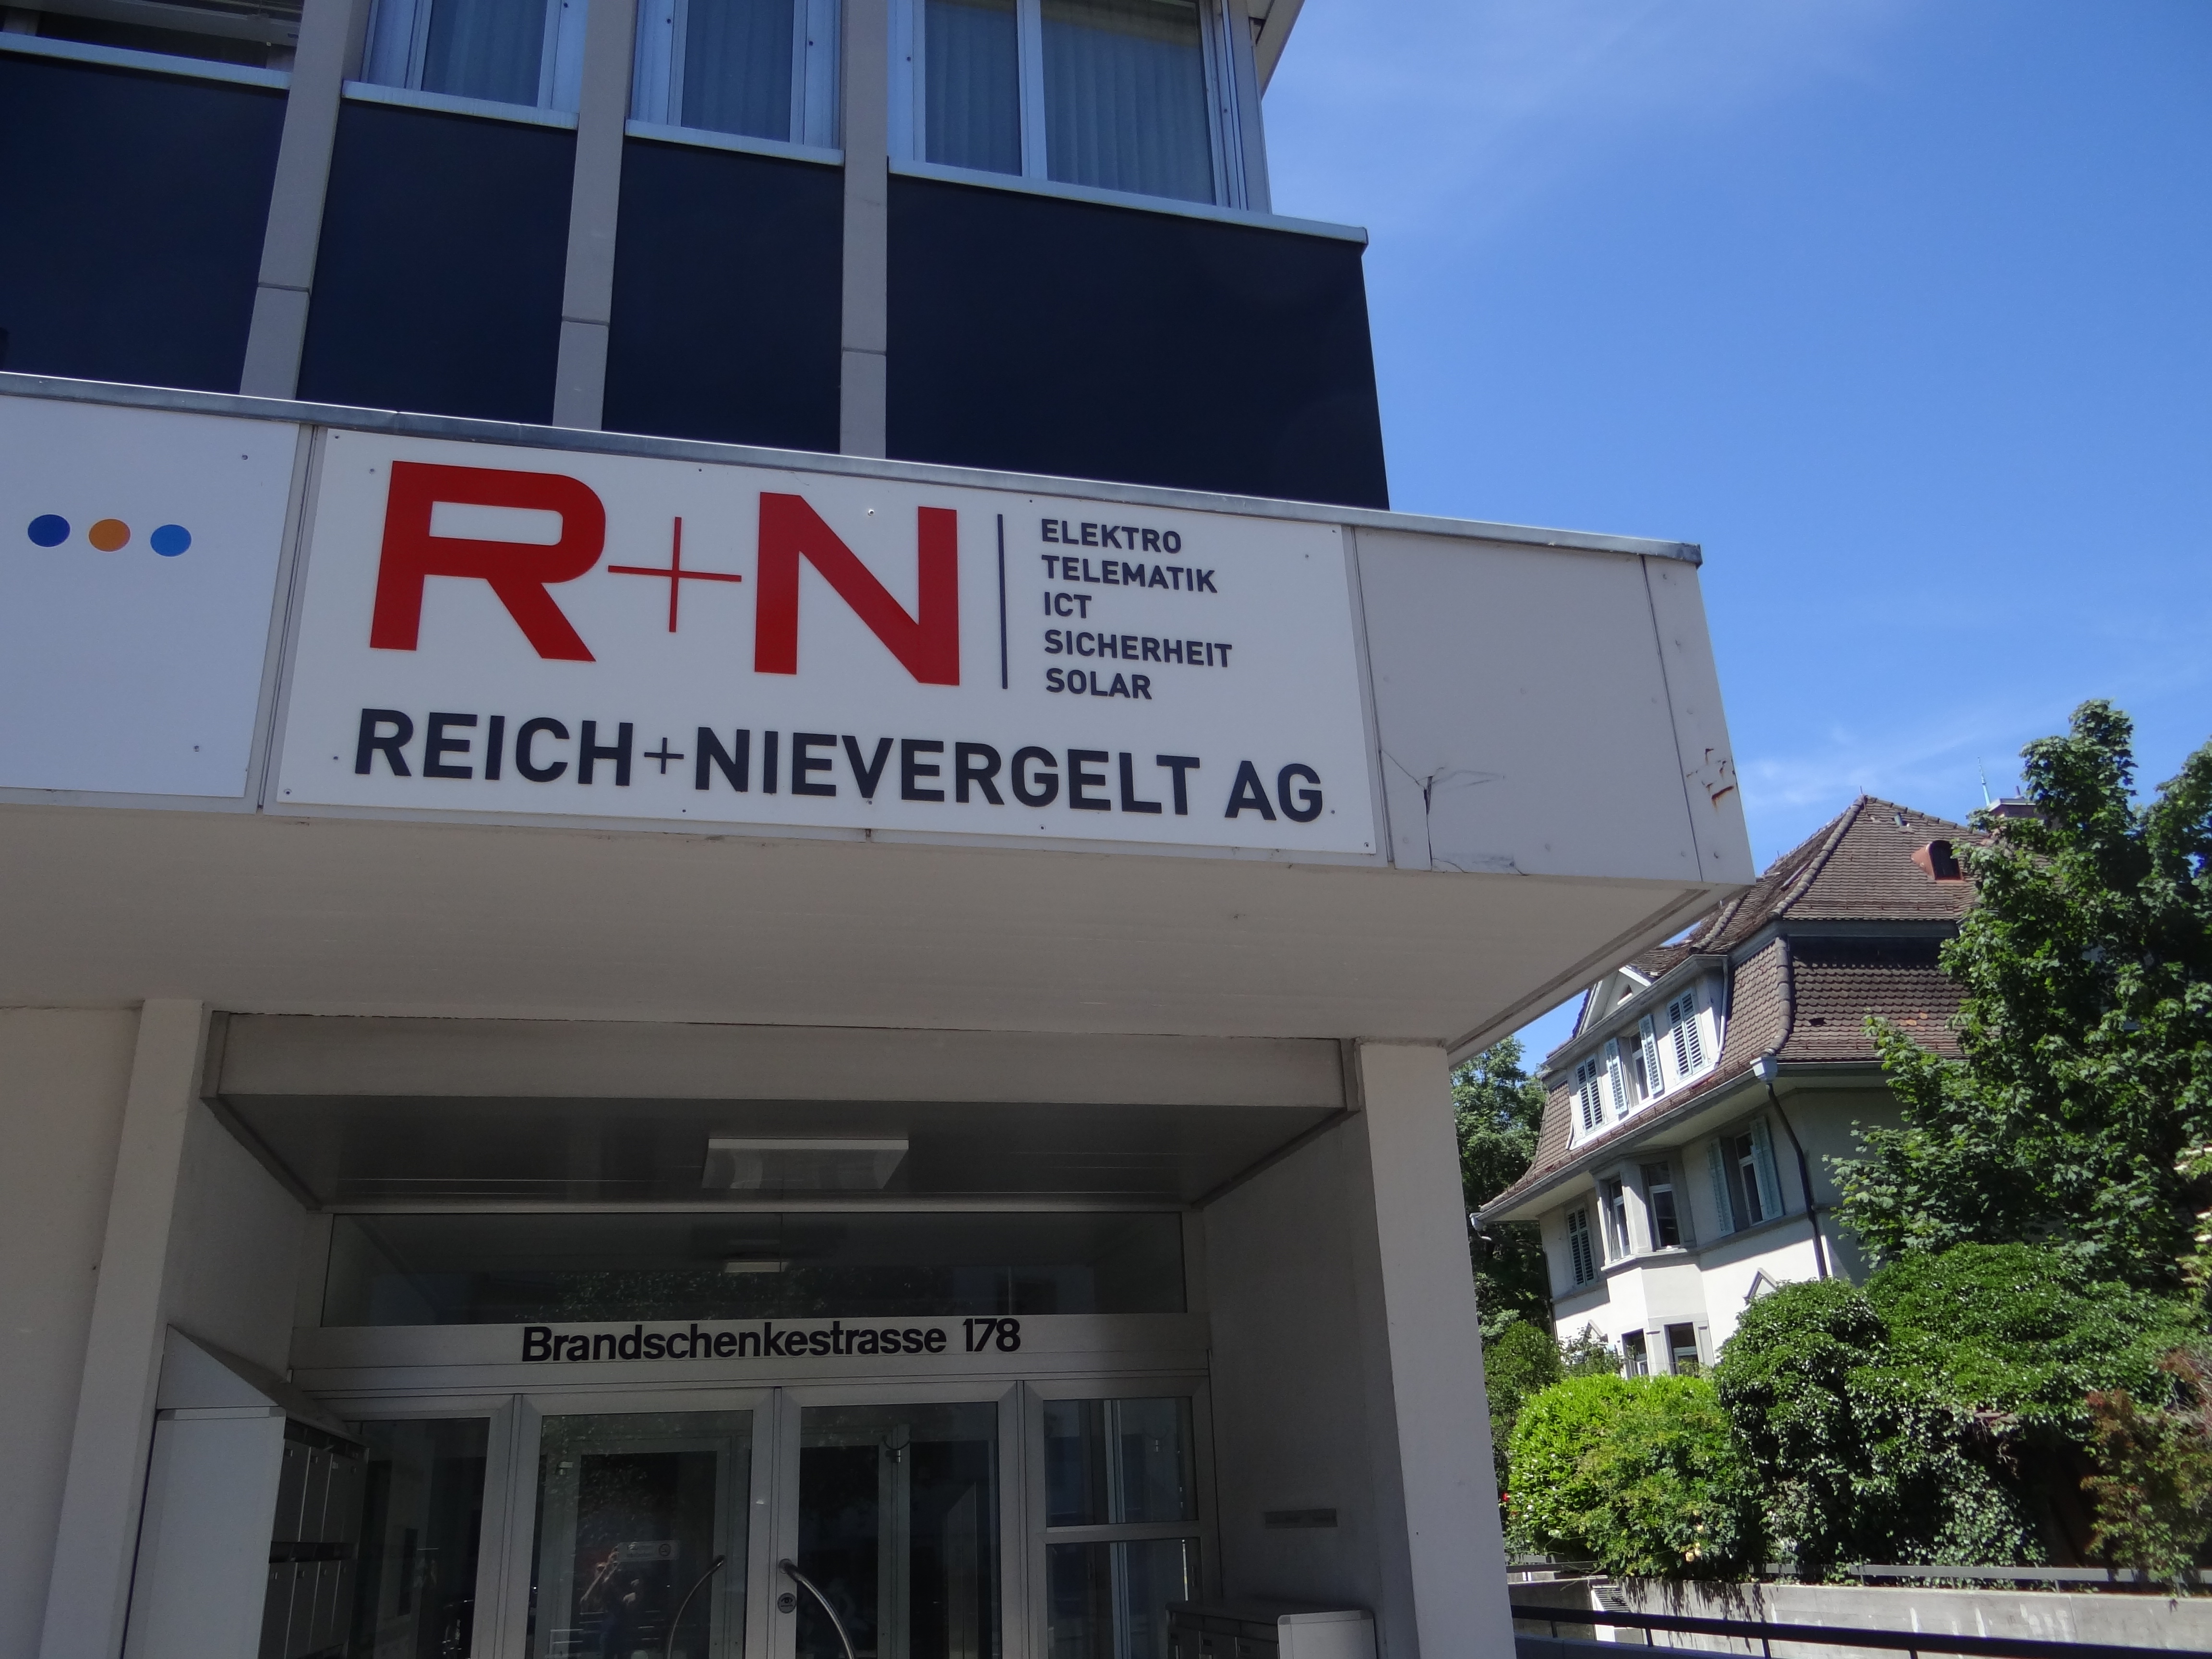 R+N
ELEKTRO
TELEMATIK
ICT
SICHERHEIT
SOLAR
REICH+NIEVERGELT AG
Brandschenkestrasse 178